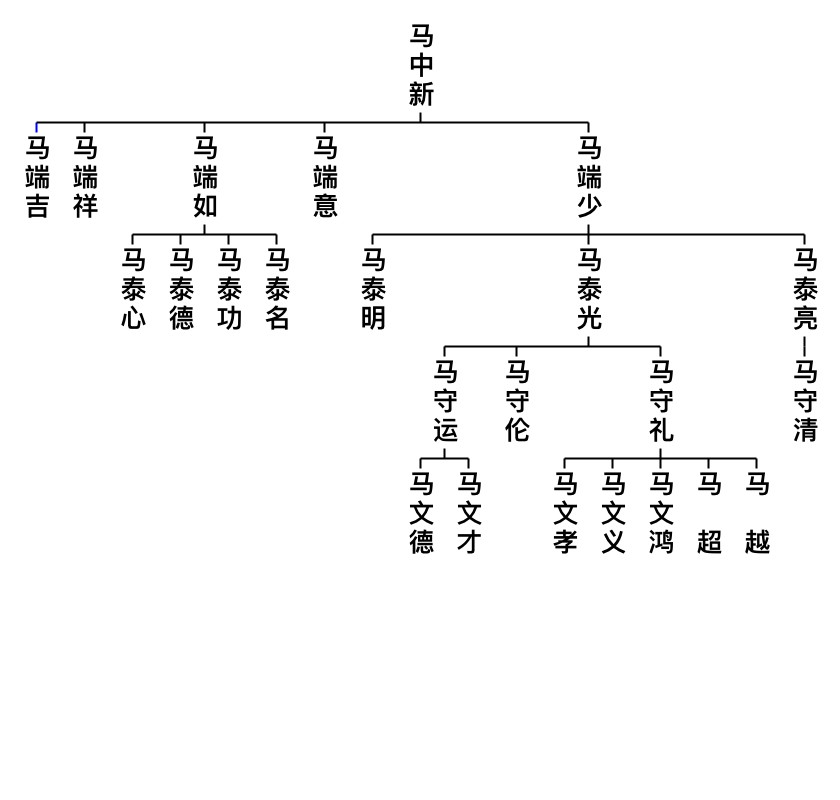 马中新
马端吉
马端祥
马端如
马端意
马端少
马泰心
马泰德
马泰功
马泰名
马泰明
马泰光
马泰亮
马守运
马守伦
马守礼
马守清
马文德
马文才
马文孝
马文义
马文鸿
马超
马越